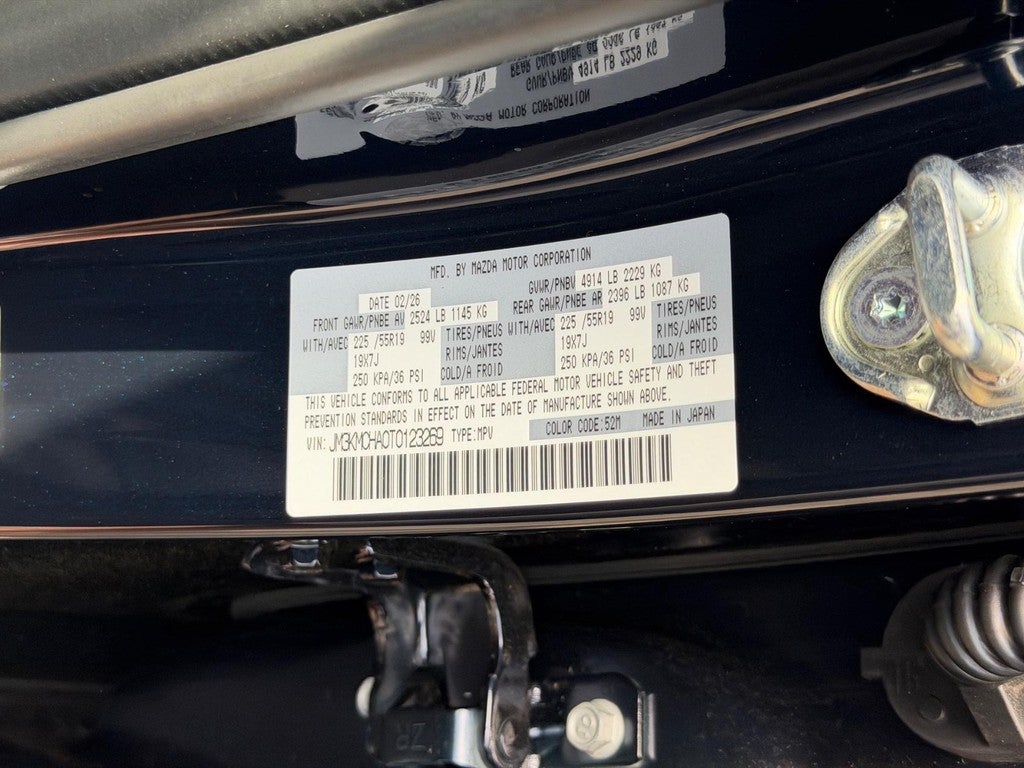 MFD. BY MAZDA MOTOR CORPORATION
DATE 02/26 GVWR/PNBV 4914 LB 2229 KG
FRONT GAWR/PNBE AV 2524 LB 1145 KG REAR GAWR/PNBE AR 2396 LB 1087 KG
WITH/AVEC 225 /55R19 99V TIRES/PNEUS WITH/AVEC 225 /55R19 99V TIRES/PNEUS
19X7J RIMS/JANTES 19X7J RIMS/JANTES
250 KPA/36 PSI COLD/A FROID 250 KPA/36 PSI COLD/A FROID
THIS VEHICLE CONFORMS TO ALL APPLICABLE FEDERAL MOTOR VEHICLE SAFETY AND THEFT
PREVENTION STANDARDS IN EFFECT ON THE DATE OF MANUFACTURE SHOWN ABOVE.
VIN: JM3KMCHA0T0123269 TYPE:MPV COLOR CODE:52M MADE IN JAPAN
ZR
8